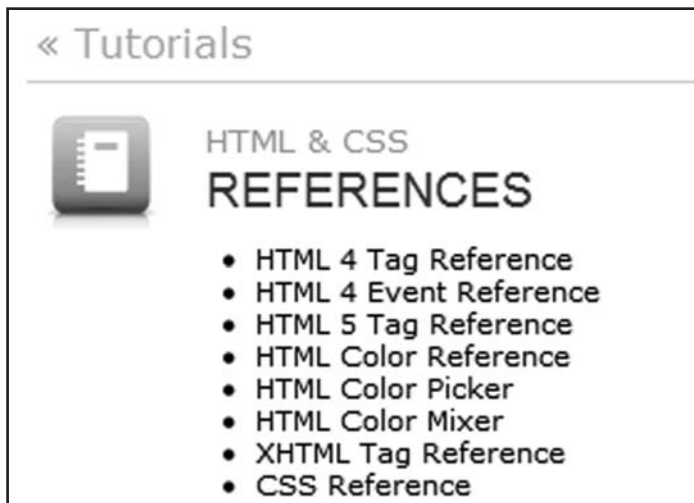 « Tutorials
HTML & CSS
REFERENCES
• HTML 4 Tag Reference
• HTML 4 Event Reference
• HTML 5 Tag Reference
• HTML Color Reference
• HTML Color Picker
• HTML Color Mixer
• XHTML Tag Reference
• CSS Reference